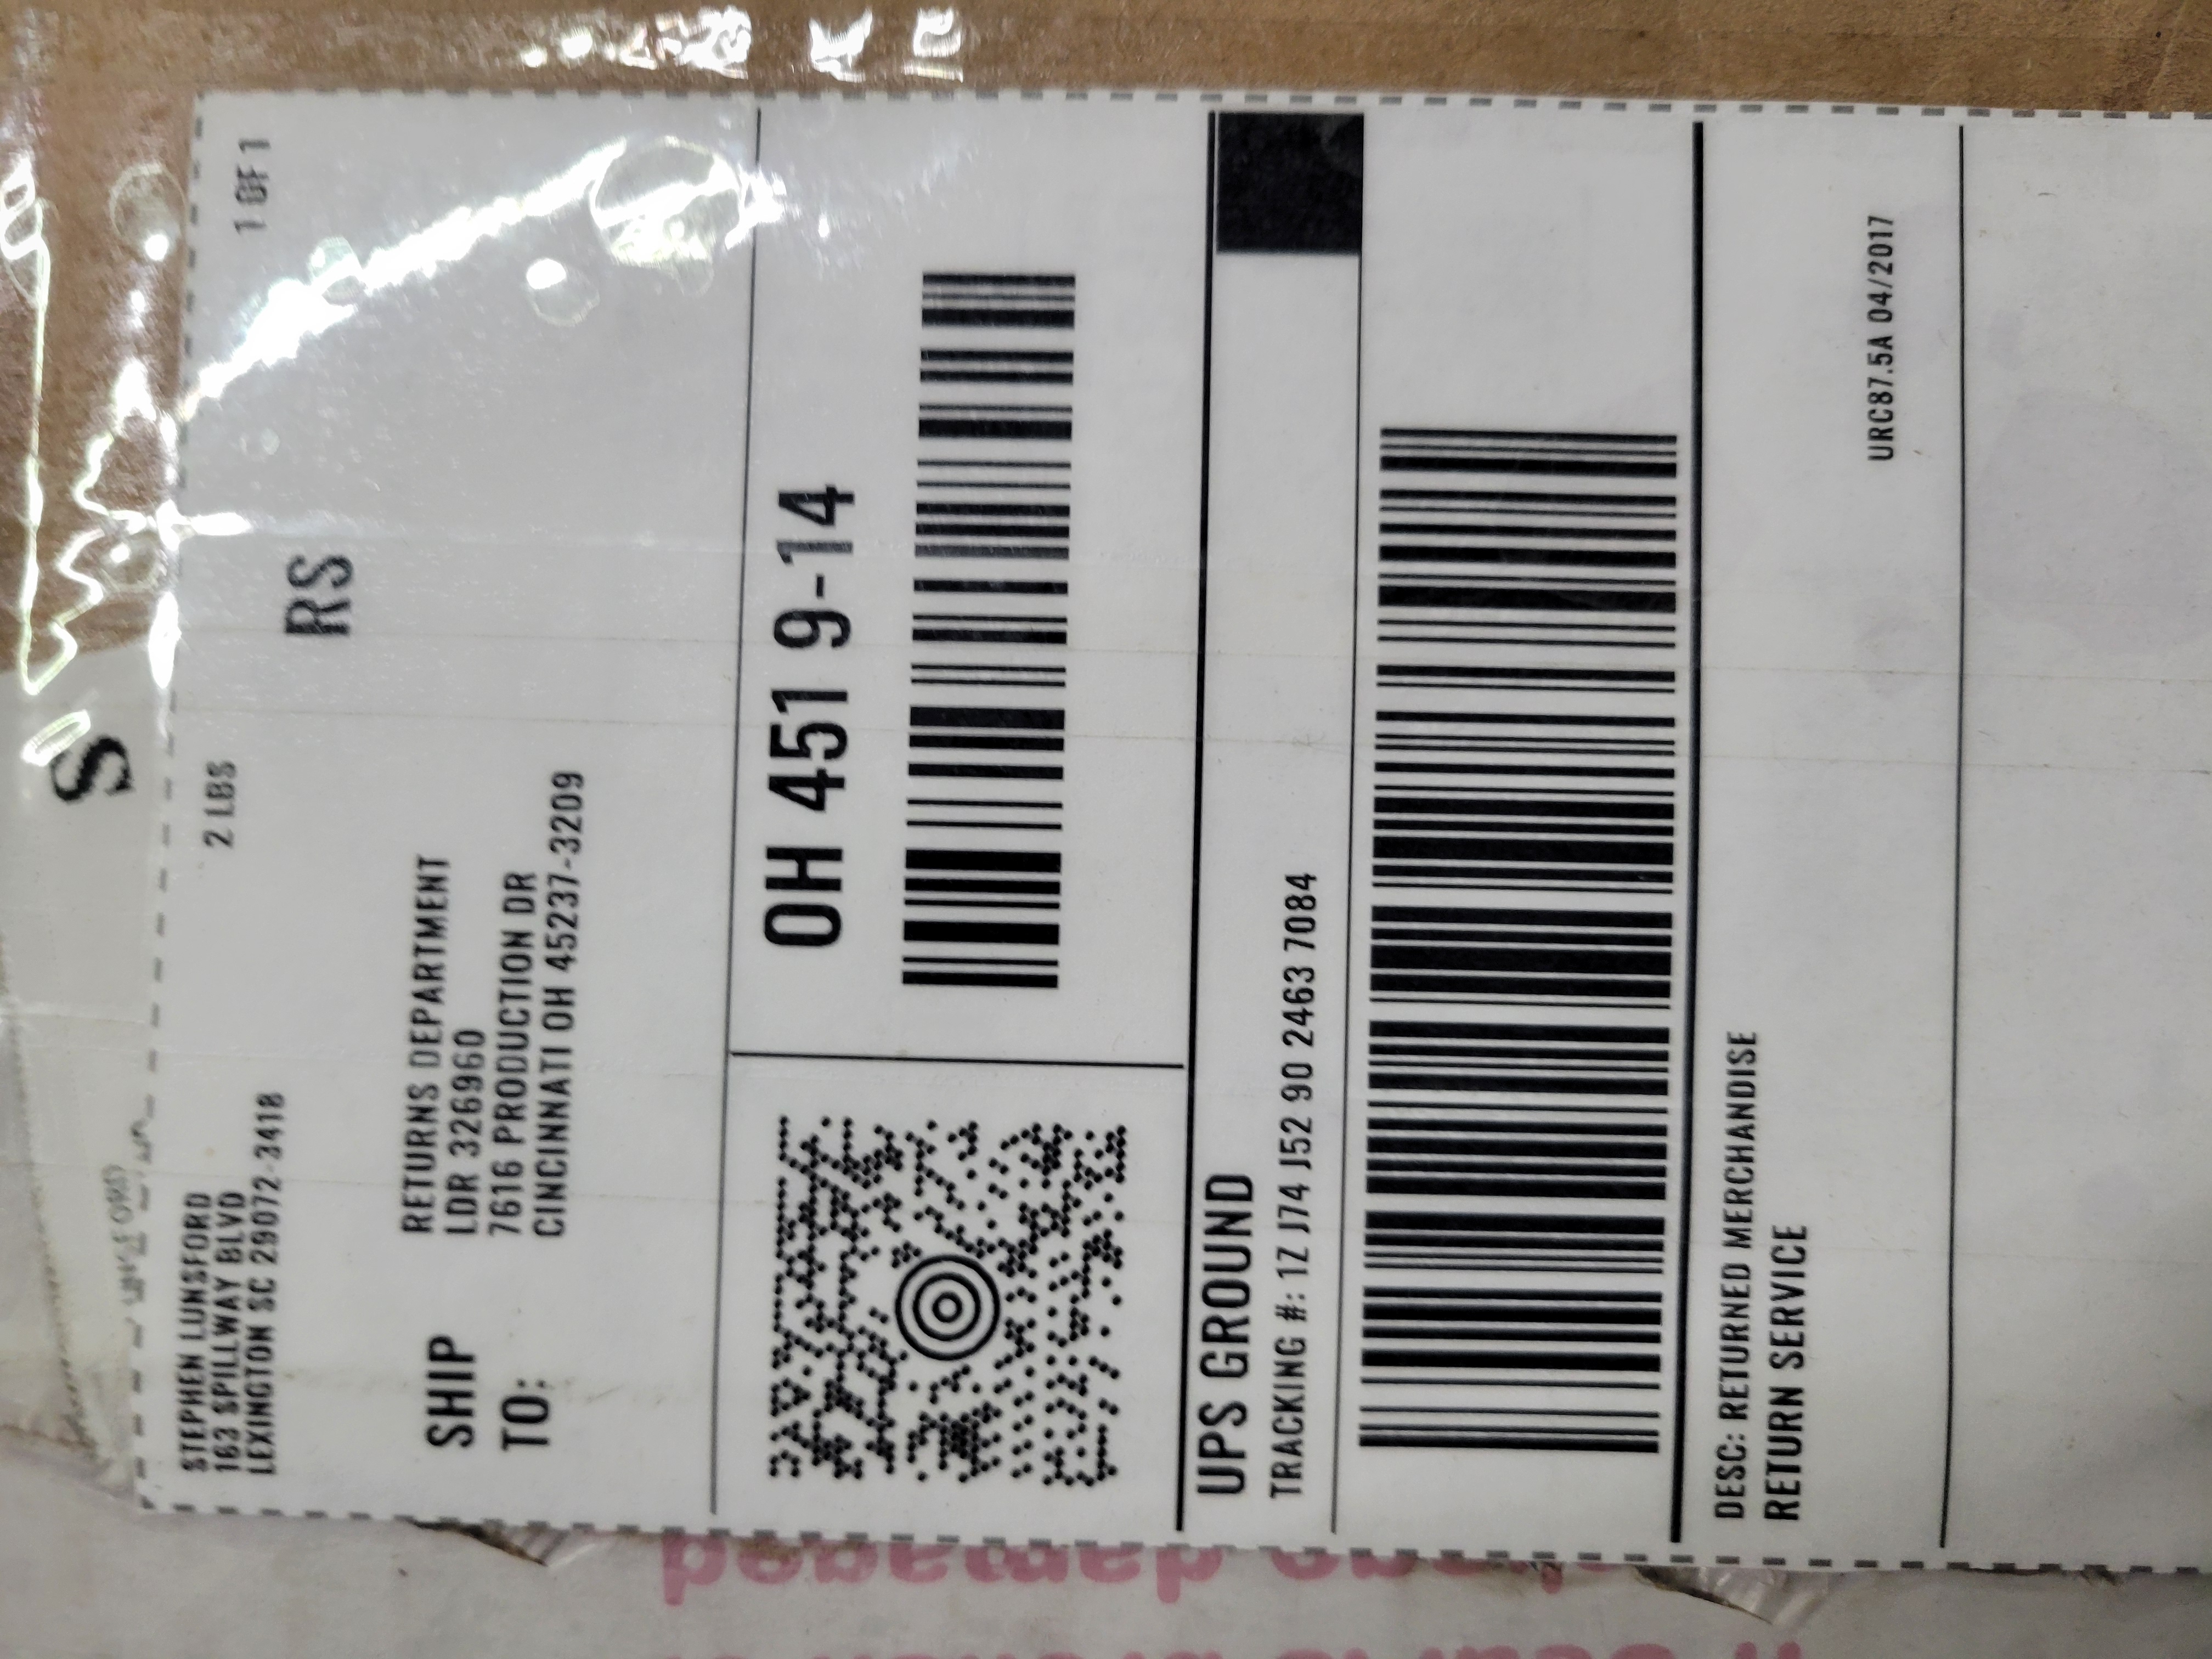 S
STEPHEN LUNSFORD
163 SPILLWAY BLVD
LEXINGTON SC 29072-3418
2 LBS
1 OF 1
RS
SHIP
TO:
RETURNS DEPARTMENT
LDR 326960
7616 PRODUCTION DR
CINCINNATI OH 45237-3209
OH 451 9-14
UPS GROUND
TRACKING #: 1Z J74 J52 90 2463 7084
DESC: RETURNED MERCHANDISE
RETURN SERVICE
URC87.5A 04/2017
damaged